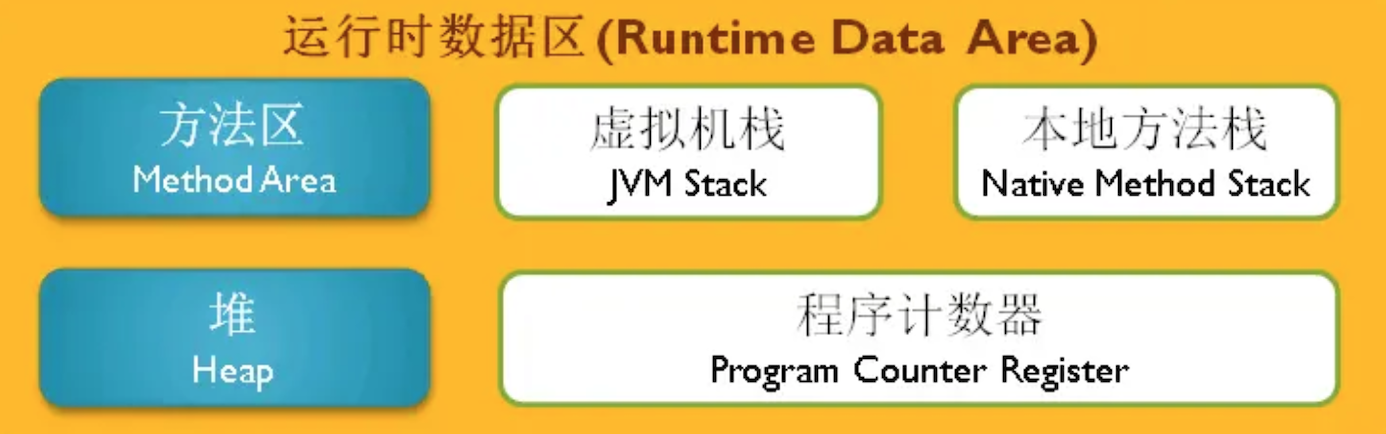 运行时数据区(Runtime Data Area)
方法区
Method Area
虚拟机栈
JVM Stack
本地方法栈
Native Method Stack
堆
Heap
程序计数器
Program Counter Register